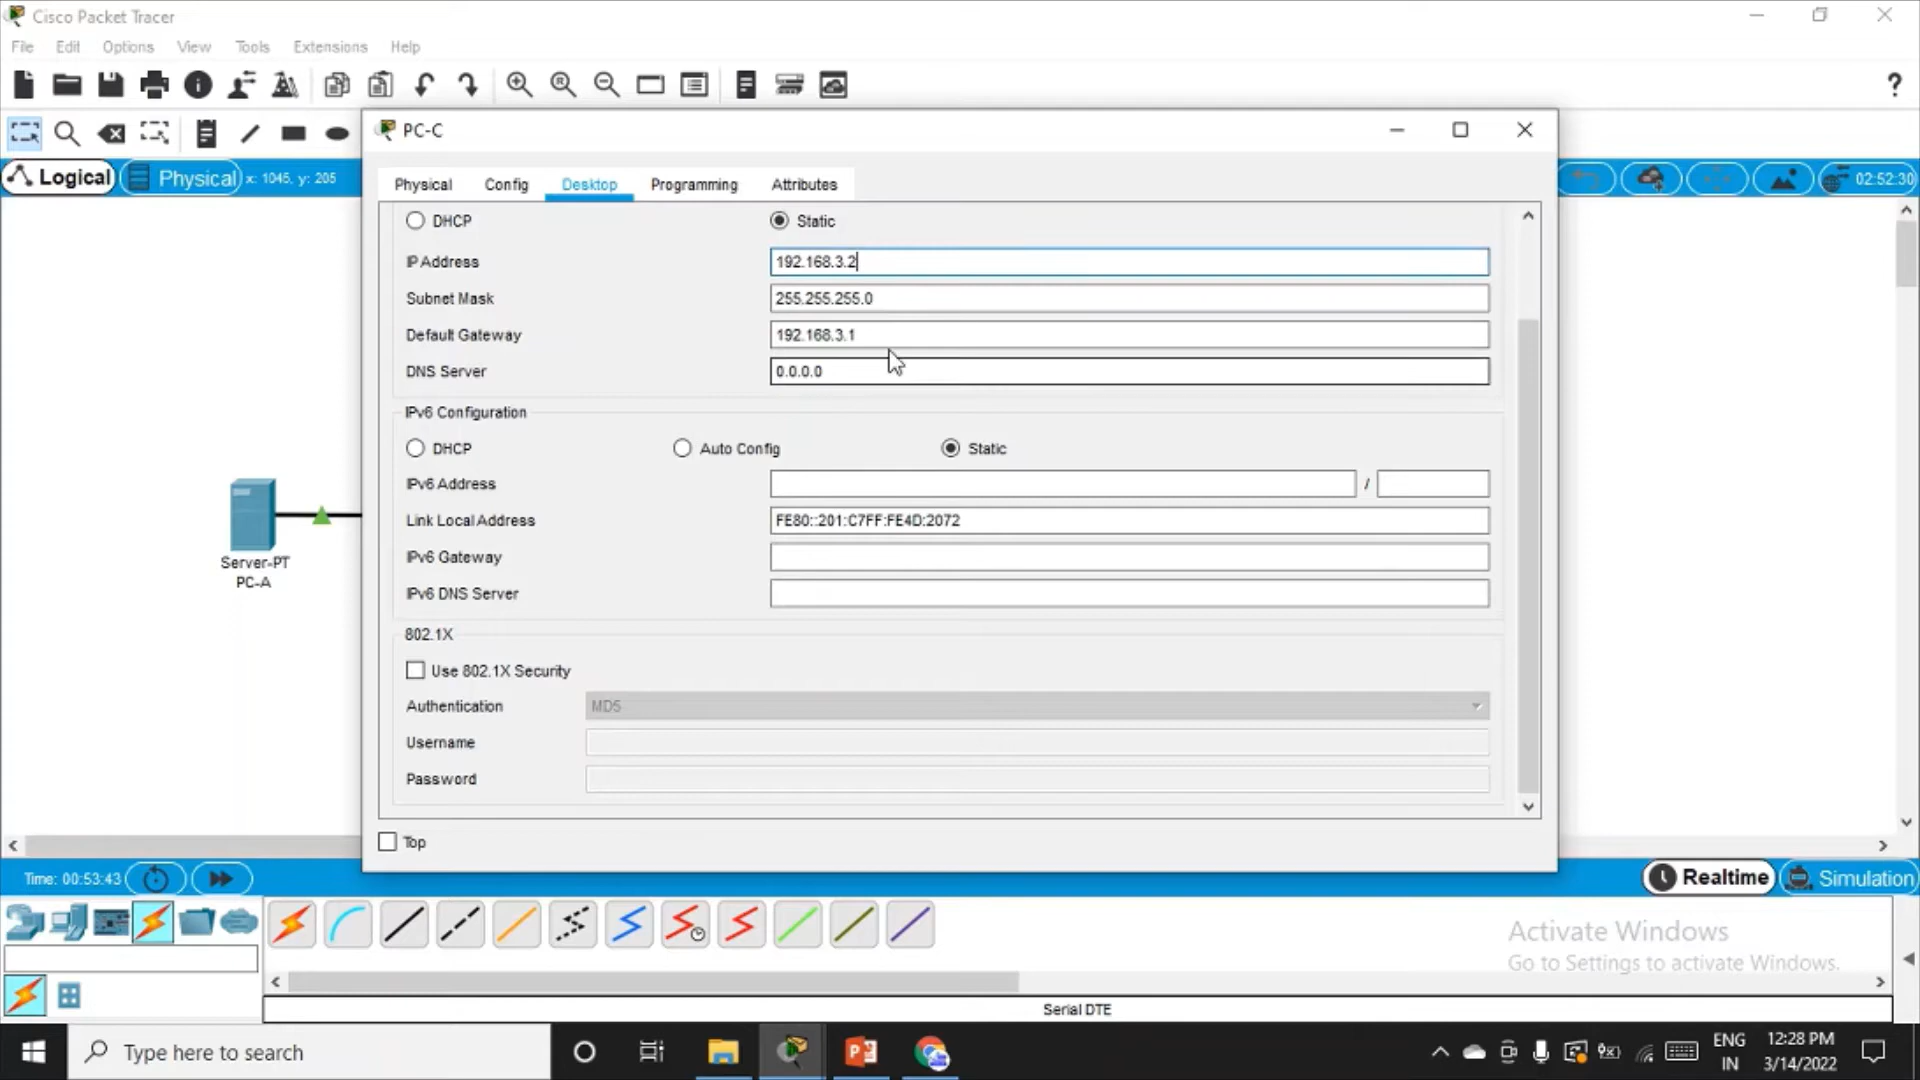 Cisco Packet Tracer
File Edit Options View Tools Extensions Help
PC-C
Logical Physical x: 1045, y: 205
02:52:30
Physical Config Desktop Programming Attributes
DHCP Static
IP Address 192.168.3.2
Subnet Mask 255.255.255.0
Default Gateway 192.168.3.1
DNS Server 0.0.0.0
IPv6 Configuration
DHCP Auto Config Static
IPv6 Address /
Link Local Address FE80::201:C7FF:FE4D:2072
IPv6 Gateway
IPv6 DNS Server
802.1X
Use 802.1X Security
Authentication MD5
Username
Password
Top
Server-PT
PC-A
Time: 00:53:43
Realtime Simulation
Activate Windows
Go to Settings to activate Windows.
Serial DTE
Type here to search
ENG
IN
12:28 PM
3/14/2022